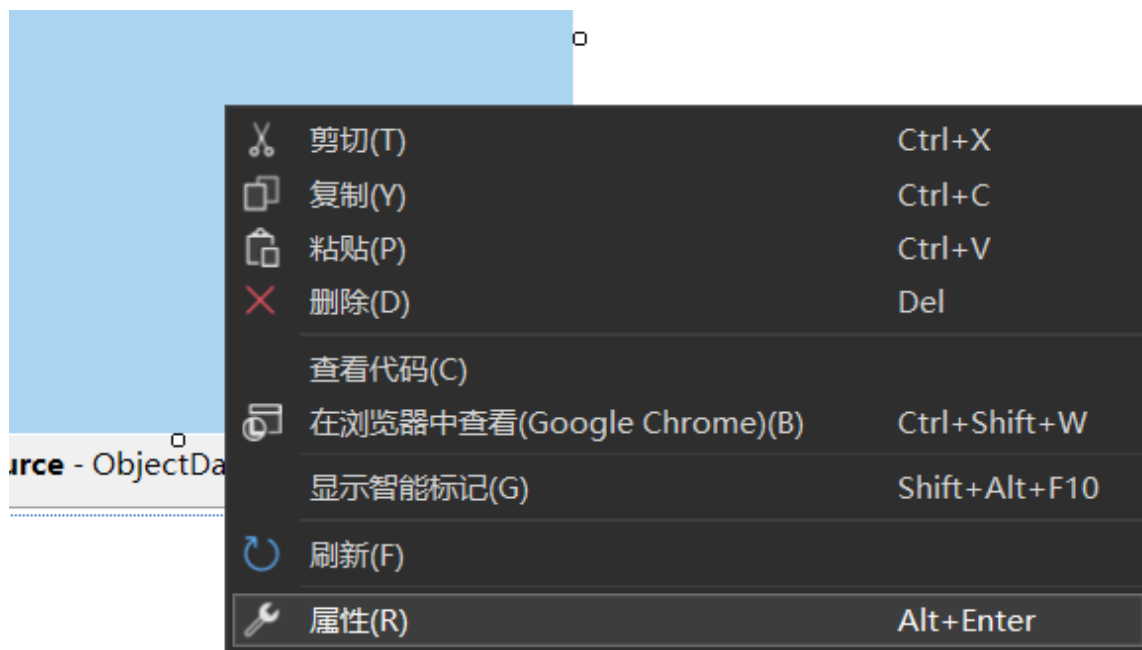 剪切(T) Ctrl+X
复制(Y) Ctrl+C
粘贴(P) Ctrl+V
删除(D) Del
查看代码(C)
在浏览器中查看(Google Chrome)(B) Ctrl+Shift+W
urce - ObjectDa
显示智能标记(G) Shift+Alt+F10
刷新(F)
属性(R) Alt+Enter